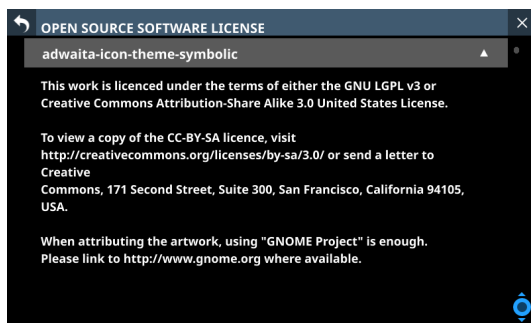 OPEN SOURCE SOFTWARE LICENSE
adwaita-icon-theme-symbolic
This work is licenced under the terms of either the GNU LGPL v3 or
Creative Commons Attribution-Share Alike 3.0 United States License.
To view a copy of the CC-BY-SA licence, visit
http://creativecommons.org/licenses/by-sa/3.0/ or send a letter to
Creative
Commons, 171 Second Street, Suite 300, San Francisco, California 94105,
USA.
When attributing the artwork, using "GNOME Project" is enough.
Please link to http://www.gnome.org where available.